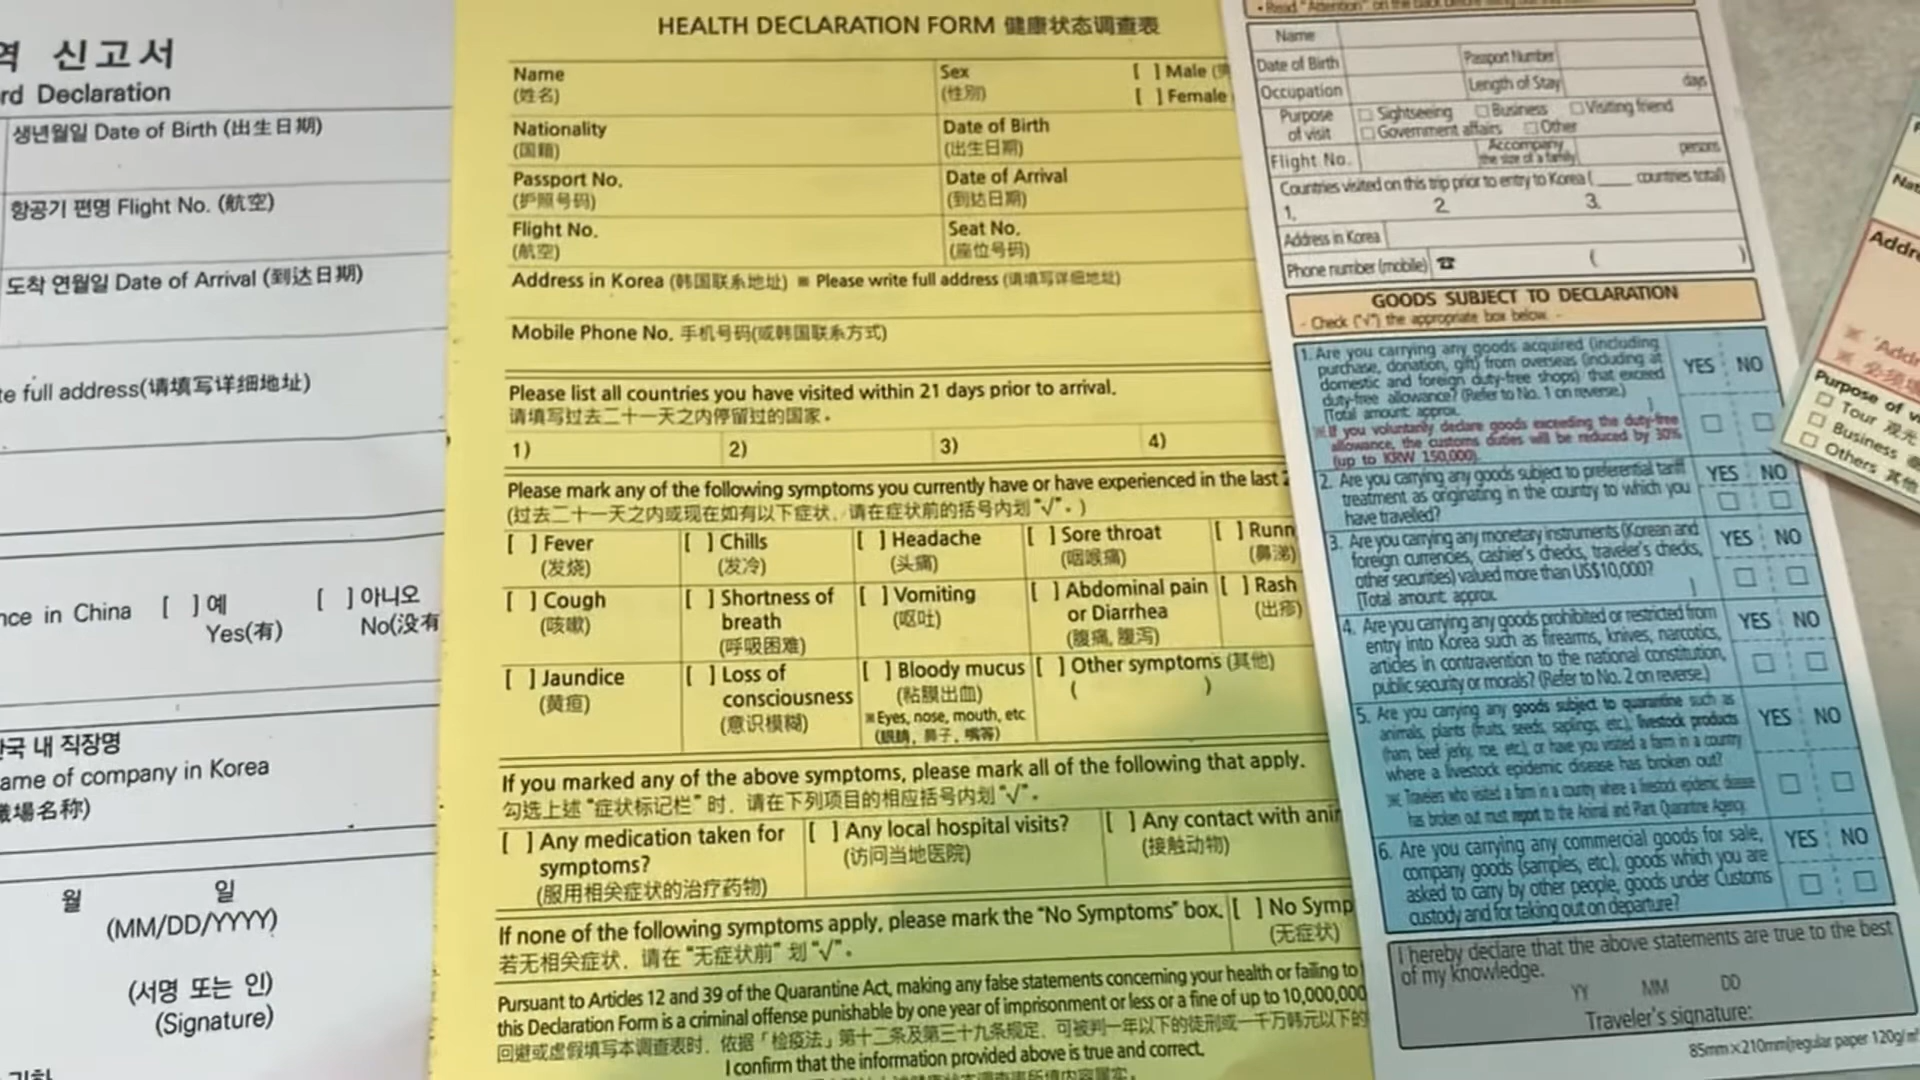 역 신고서
rd Declaration
생년월일 Date of Birth (出生日期)
항공기 편명 Flight No. (航空)
도착 연월일 Date of Arrival (到达日期)
te full address(请填写详细地址)
nce in China [ ] 예 [ ] 아니오
Yes(有) No(没有
한국 내 직장명
ame of company in Korea
職場名称)
월 일
(MM/DD/YYYY)
(서명 또는 인)
(Signature)
HEALTH DECLARATION FORM 健康状态调查表
Name Sex [ ] Male
(姓名) (性别) [ ] Female
Nationality Date of Birth
(国籍) (出生日期)
Passport No. Date of Arrival
(护照号码) (到达日期)
Flight No. Seat No.
(航空) (座位号码)
Address in Korea (韩国联系地址) ※ Please write full address (请填写详细地址)
Mobile Phone No. 手机号码(或韩国联系方式)
Please list all countries you have visited within 21 days prior to arrival.
请填写过去二十一天之内停留过的国家。
1) 2) 3) 4)
Please mark any of the following symptoms you currently have or have experienced in the last 2
(过去二十一天之内或现在如有以下症状, 请在症状前的括号内划 "√"。)
[ ] Fever [ ] Chills [ ] Headache [ ] Sore throat [ ] Runn
(发烧) (发冷) (头痛) (咽喉痛) (鼻涕)
[ ] Cough [ ] Shortness of [ ] Vomiting [ ] Abdominal pain [ ] Rash
(咳嗽) breath (呕吐) or Diarrhea (出疹)
(呼吸困难) (腹痛, 腹泻)
[ ] Jaundice [ ] Loss of [ ] Bloody mucus [ ] Other symptoms (其他)
(黄疸) consciousness (粘膜出血) ( )
(意识模糊) ※Eyes, nose, mouth, etc
(眼睛, 鼻子, 嘴等)
If you marked any of the above symptoms, please mark all of the following that apply.
勾选上述 "症状标记栏" 时, 请在下列项目的相应括号内划 "√"。
[ ] Any medication taken for [ ] Any local hospital visits? [ ] Any contact with anir
symptoms? (访问当地医院) (接触动物)
(服用相关症状的治疗药物)
If none of the following symptoms apply, please mark the "No Symptoms" box. [ ] No Symp
若无相关症状, 请在 "无症状前" 划 "√"。 (无症状)
Pursuant to Articles 12 and 39 of the Quarantine Act, making any false statements concerning your health or failing to
this Declaration Form is a criminal offense punishable by one year of imprisonment or less or a fine of up to 10,000,000
回避或虚假填写本调查表时, 依据「检疫法」第十二条及第三十九条规定, 可被判一年以下的徒刑或一千万韩元以下的
I confirm that the information provided above is true and correct.
Name
Date of Birth Passport Number
Occupation Length of Stay days
Purpose □ Sightseeing □ Business □ Visiting friend
of visit □ Government affairs □ Other
Flight No. Accompany persons
the size of a family
Countries visited on this trip prior to entry to Korea ( countries total)
1. 2. 3.
Address in Korea
Phone number (mobile) ☎ ( )
GOODS SUBJECT TO DECLARATION
- Check ("√") the appropriate box below. -
1. Are you carrying any goods acquired (including
purchase, donation, gift) from overseas (including at YES NO
domestic and foreign duty-free shops) that exceed
duty-free allowance? (Refer to No. 1 on reverse.)
[Total amount: approx. ]
※If you voluntarily declare goods exceeding the duty-free
allowance, the customs duties will be reduced by 30%
(up to KRW 150,000).
2. Are you carrying any goods subject to preferential tariff YES NO
treatment as originating in the country to which you
have travelled?
3. Are you carrying any monetary instruments (Korean and YES NO
foreign currencies, cashier's checks, traveler's checks,
other securities) valued more than US$10,000?
[Total amount: approx. ]
4. Are you carrying any goods prohibited or restricted from YES NO
entry into Korea such as firearms, knives, narcotics,
articles in contravention to the national constitution,
public security or morals? (Refer to No. 2 on reverse.)
5. Are you carrying any goods subject to quarantine such as YES NO
animals, plants (fruits, seeds, saplings, etc.), livestock products
(ham, beef jerky, roe, etc.), or have you visited a farm in a country
where a livestock epidemic disease has broken out?
※ Travelers who visited a farm in a country where a livestock epidemic disease
has broken out must report to the Animal and Plant Quarantine Agency.
6. Are you carrying any commercial goods for sale, YES NO
company goods (samples, etc.), goods which you are
asked to carry by other people, goods under Customs
custody and for taking out on departure?
I hereby declare that the above statements are true to the best
of my knowledge.
YY MM DD
Traveler's signature:
85mm×210mm(regular paper 120g/㎡
Nat
Addre
※ 'Addr
※ 必须填
Purpose of v
□ Tour 观光
□ Business
□ Others 其他